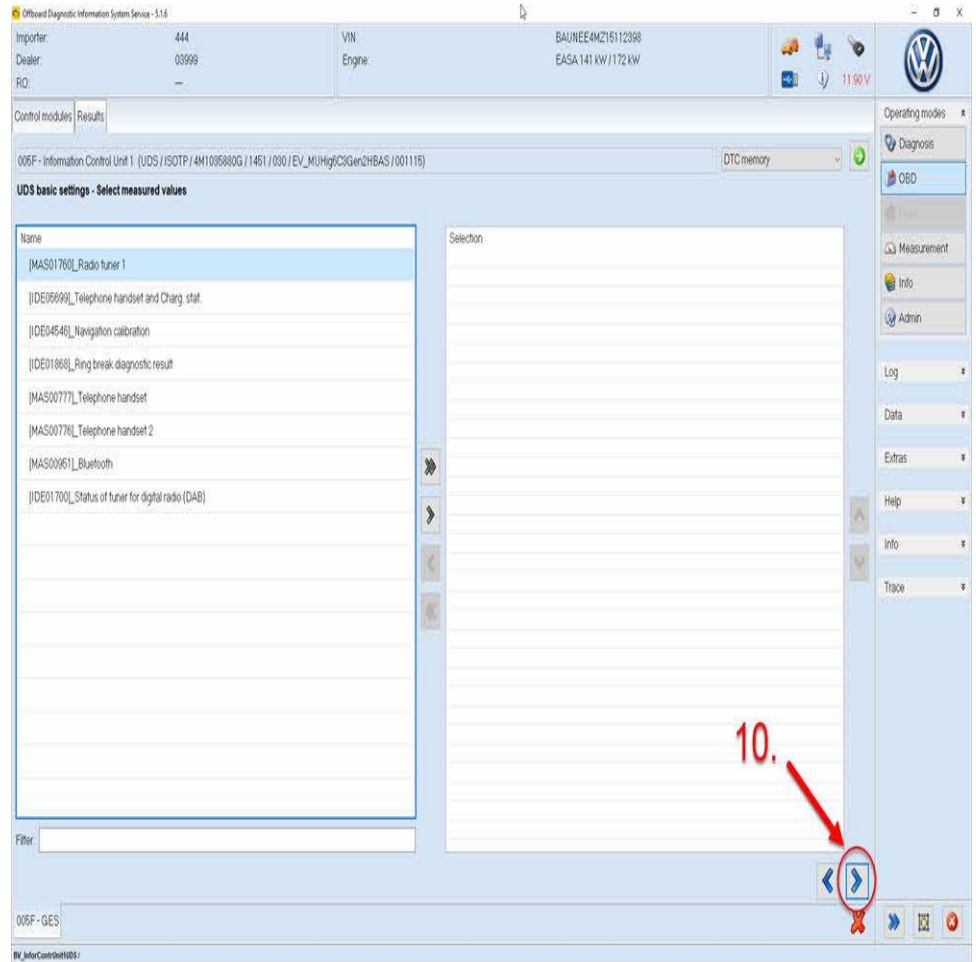 Offboard Diagnostic Information System Service - 5.1.6
Importer: 444 VIN: BAUNEE4MZ15112398
Dealer: 03999 Engine: EASA 141 kW / 172 kW
RO: —
11.90 V
Control modules Results
Operating modes
005F - Information Control Unit 1 (UDS / ISOTP / 4M1035880G / 1451 / 030 / EV_MUHig6C3Gen2HBAS / 001115) DTC memory
Diagnosis
UDS basic settings - Select measured values
OBD
Name Selection
Measurement
[MAS01760]_Radio tuner 1
[IDE05699]_Telephone handset and Charg. stat.
Info
[IDE04546]_Navigation calibration
Admin
[IDE01868]_Ring break diagnostic result
Log
[MAS00777]_Telephone handset
Data
[MAS00776]_Telephone handset 2
[MAS00951]_Bluetooth
Extras
[IDE01700]_Status of tuner for digital radio (DAB)
Help
Info
Trace
10.
Filter:
005F - GES
BV_InforContrUnit1UDS /